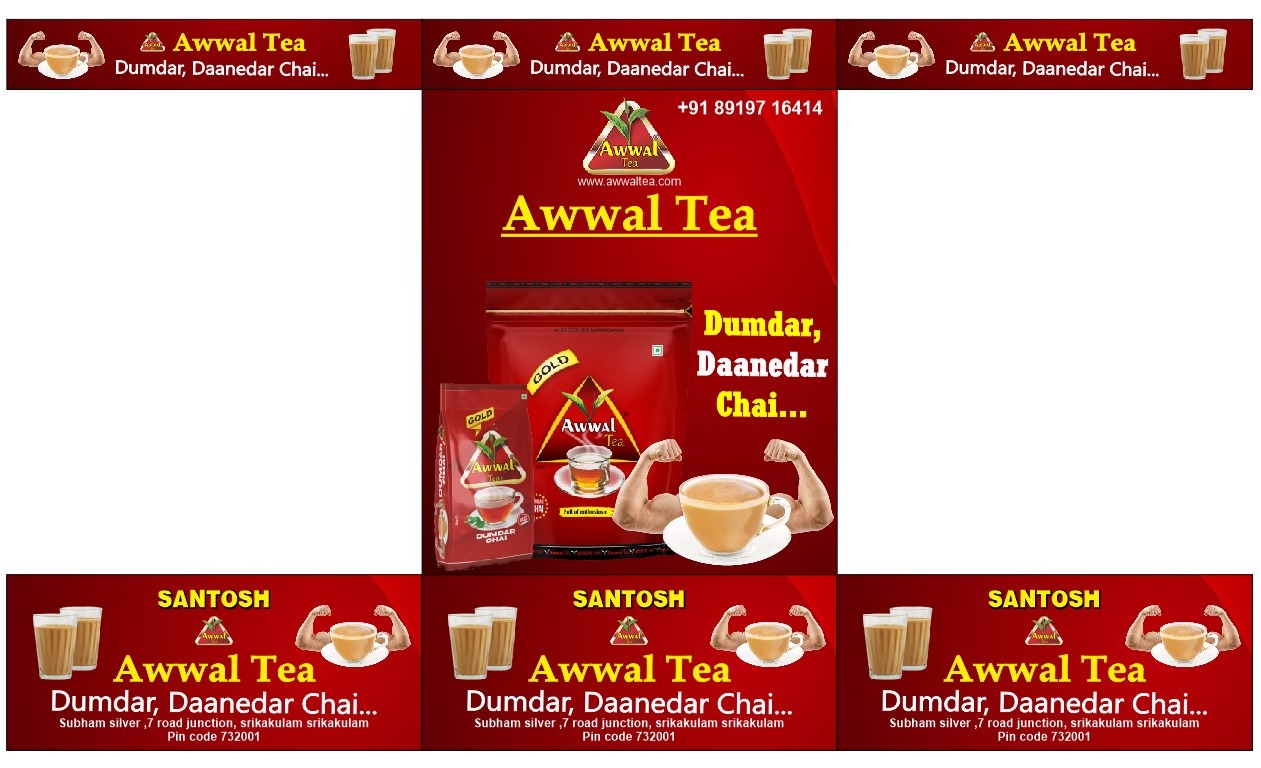 Awwal Tea
Dumdar, Daanedar Chai...
Awwal Tea
Dumdar, Daanedar Chai...
Awwal Tea
Dumdar, Daanedar Chai...
+91 89197 16414
Awwal
Tea
www.awwaltea.com
Awwal Tea
GOLD
Awwal
Tea
Full of enthusiasm
GOLD
Awwal
Tea
DUMDAR
CHAI
DUMDAR
CHAI
Dumdar,
Daanedar
Chai...
SANTOSH
Awwal
Tea
Awwal Tea
Dumdar, Daanedar Chai...
Subham silver ,7 road junction, srikakulam srikakulam
Pin code 732001
SANTOSH
Awwal
Tea
Awwal Tea
Dumdar, Daanedar Chai...
Subham silver ,7 road junction, srikakulam srikakulam
Pin code 732001
SANTOSH
Awwal
Tea
Awwal Tea
Dumdar, Daanedar Chai...
Subham silver ,7 road junction, srikakulam srikakulam
Pin code 732001